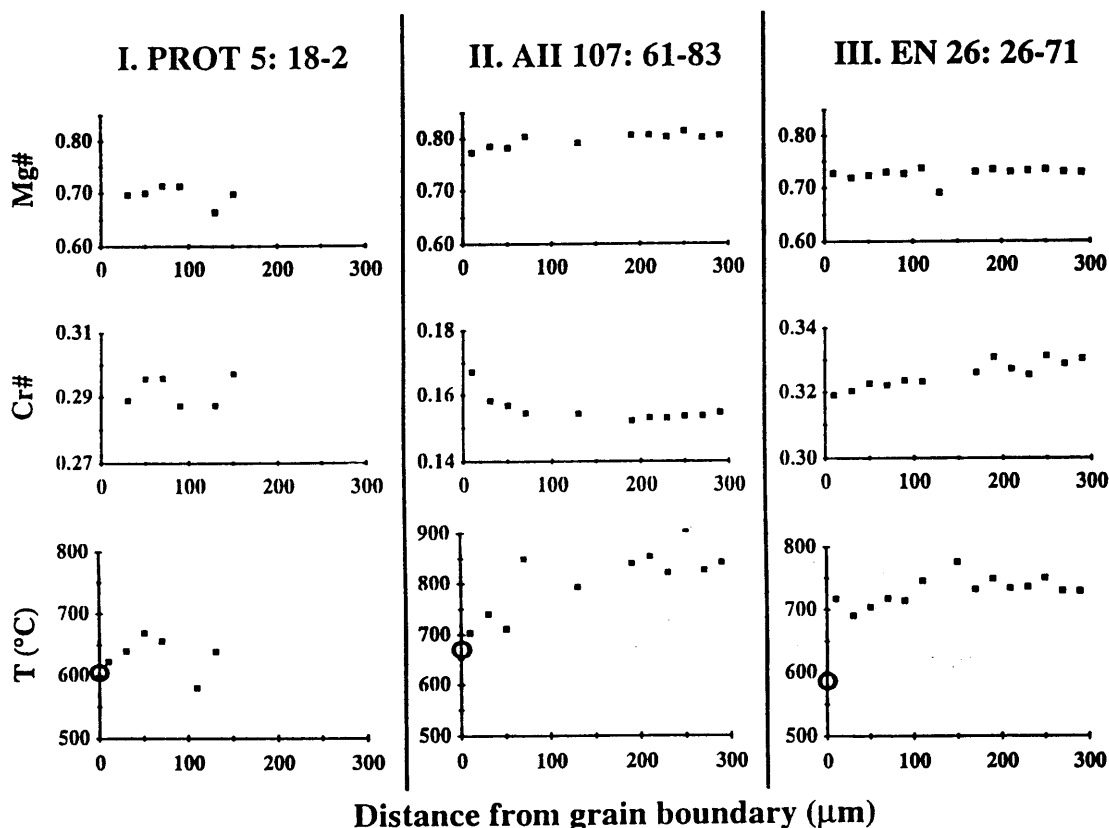 I. PROT 5: 18-2
II. AII 107: 61-83
III. EN 26: 26-71
Mg#
0.80
0.70
0.60
0 100 200 300
0.80
0.70
0.60
0 100 200 300
0.80
0.70
0.60
0 100 200 300
Cr#
0.31
0.29
0.27
0 100 200 300
0.18
0.16
0.14
0 100 200 300
0.34
0.32
0.30
0 100 200 300
T (°C)
800
700
600
500
0 100 200 300
900
800
700
600
500
0 100 200 300
800
700
600
500
0 100 200 300
Distance from grain boundary (µm)